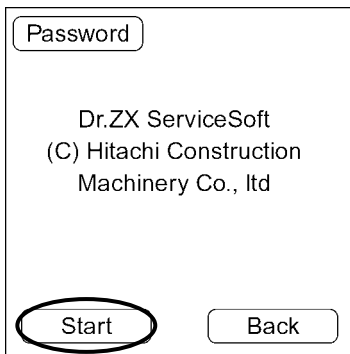 Password
Dr.ZX ServiceSoft
(C) Hitachi Construction
Machinery Co., ltd
Start
Back